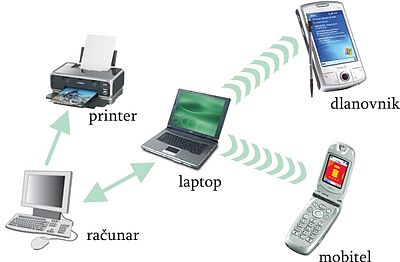 printer
dlanovnik
laptop
računar
mobitel